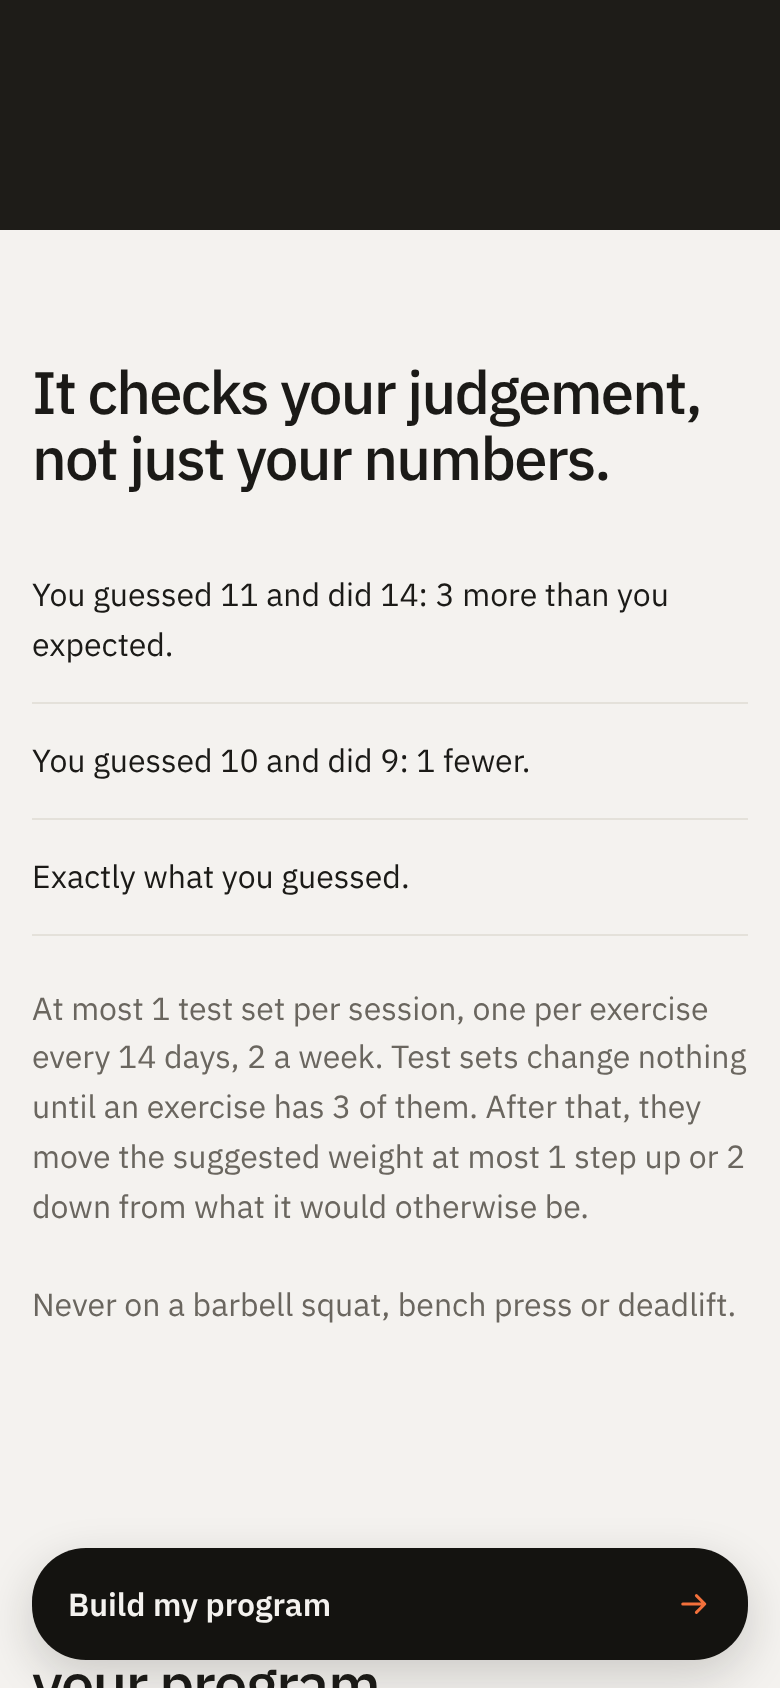 It checks your judgement,
not just your numbers.
You guessed 11 and did 14: 3 more than you
expected.
You guessed 10 and did 9: 1 fewer.
Exactly what you guessed.
At most 1 test set per session, one per exercise
every 14 days, 2 a week. Test sets change nothing
until an exercise has 3 of them. After that, they
move the suggested weight at most 1 step up or 2
down from what it would otherwise be.
Never on a barbell squat, bench press or deadlift.
Build my program
your program